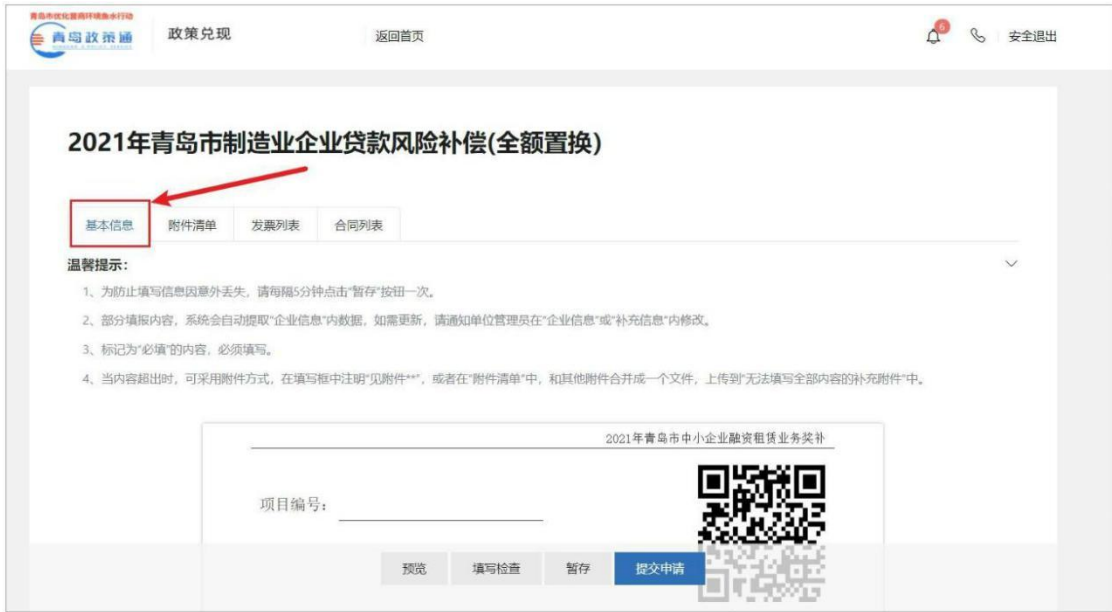 青岛市优化营商环境集水行动
青岛政策通
政策兑现
返回首页
6
安全退出
2021年青岛市制造业企业贷款风险补偿(全额置换)
基本信息 附件清单 发票列表 合同列表
温馨提示：
1、为防止填写信息因意外丢失，请每隔5分钟点击"暂存"按钮一次。
2、部分填报内容，系统会自动提取"企业信息"内数据，如需更新，请通知单位管理员在"企业信息"或"补充信息"内修改。
3、标记为"必填"的内容，必须填写。
4、当内容超出时，可采用附件方式，在填写框中注明"见附件**"，或者在"附件清单"中，和其他附件合并成一个文件，上传到"无法填写全部内容的补充附件"中。
2021年青岛市中小企业融资租赁业务奖补
项目编号：
预览 填写检查 暂存 提交申请